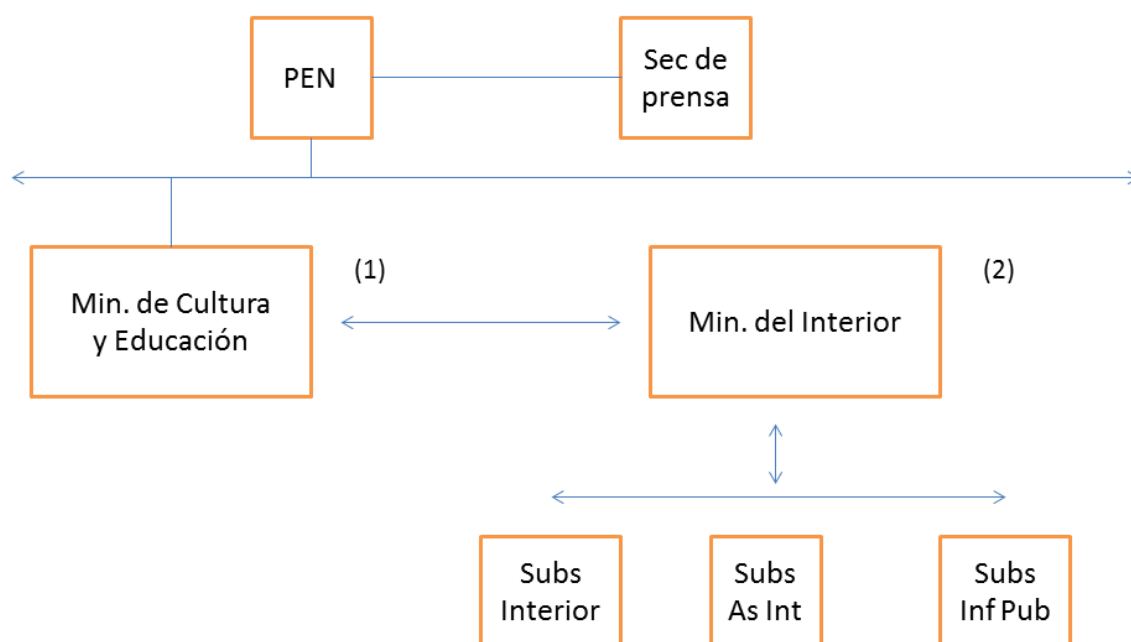 PEN
Sec de
prensa
Min. de Cultura
y Educación
(1)
Min. del Interior
(2)
Subs
Interior
Subs
As Int
Subs
Inf Pub